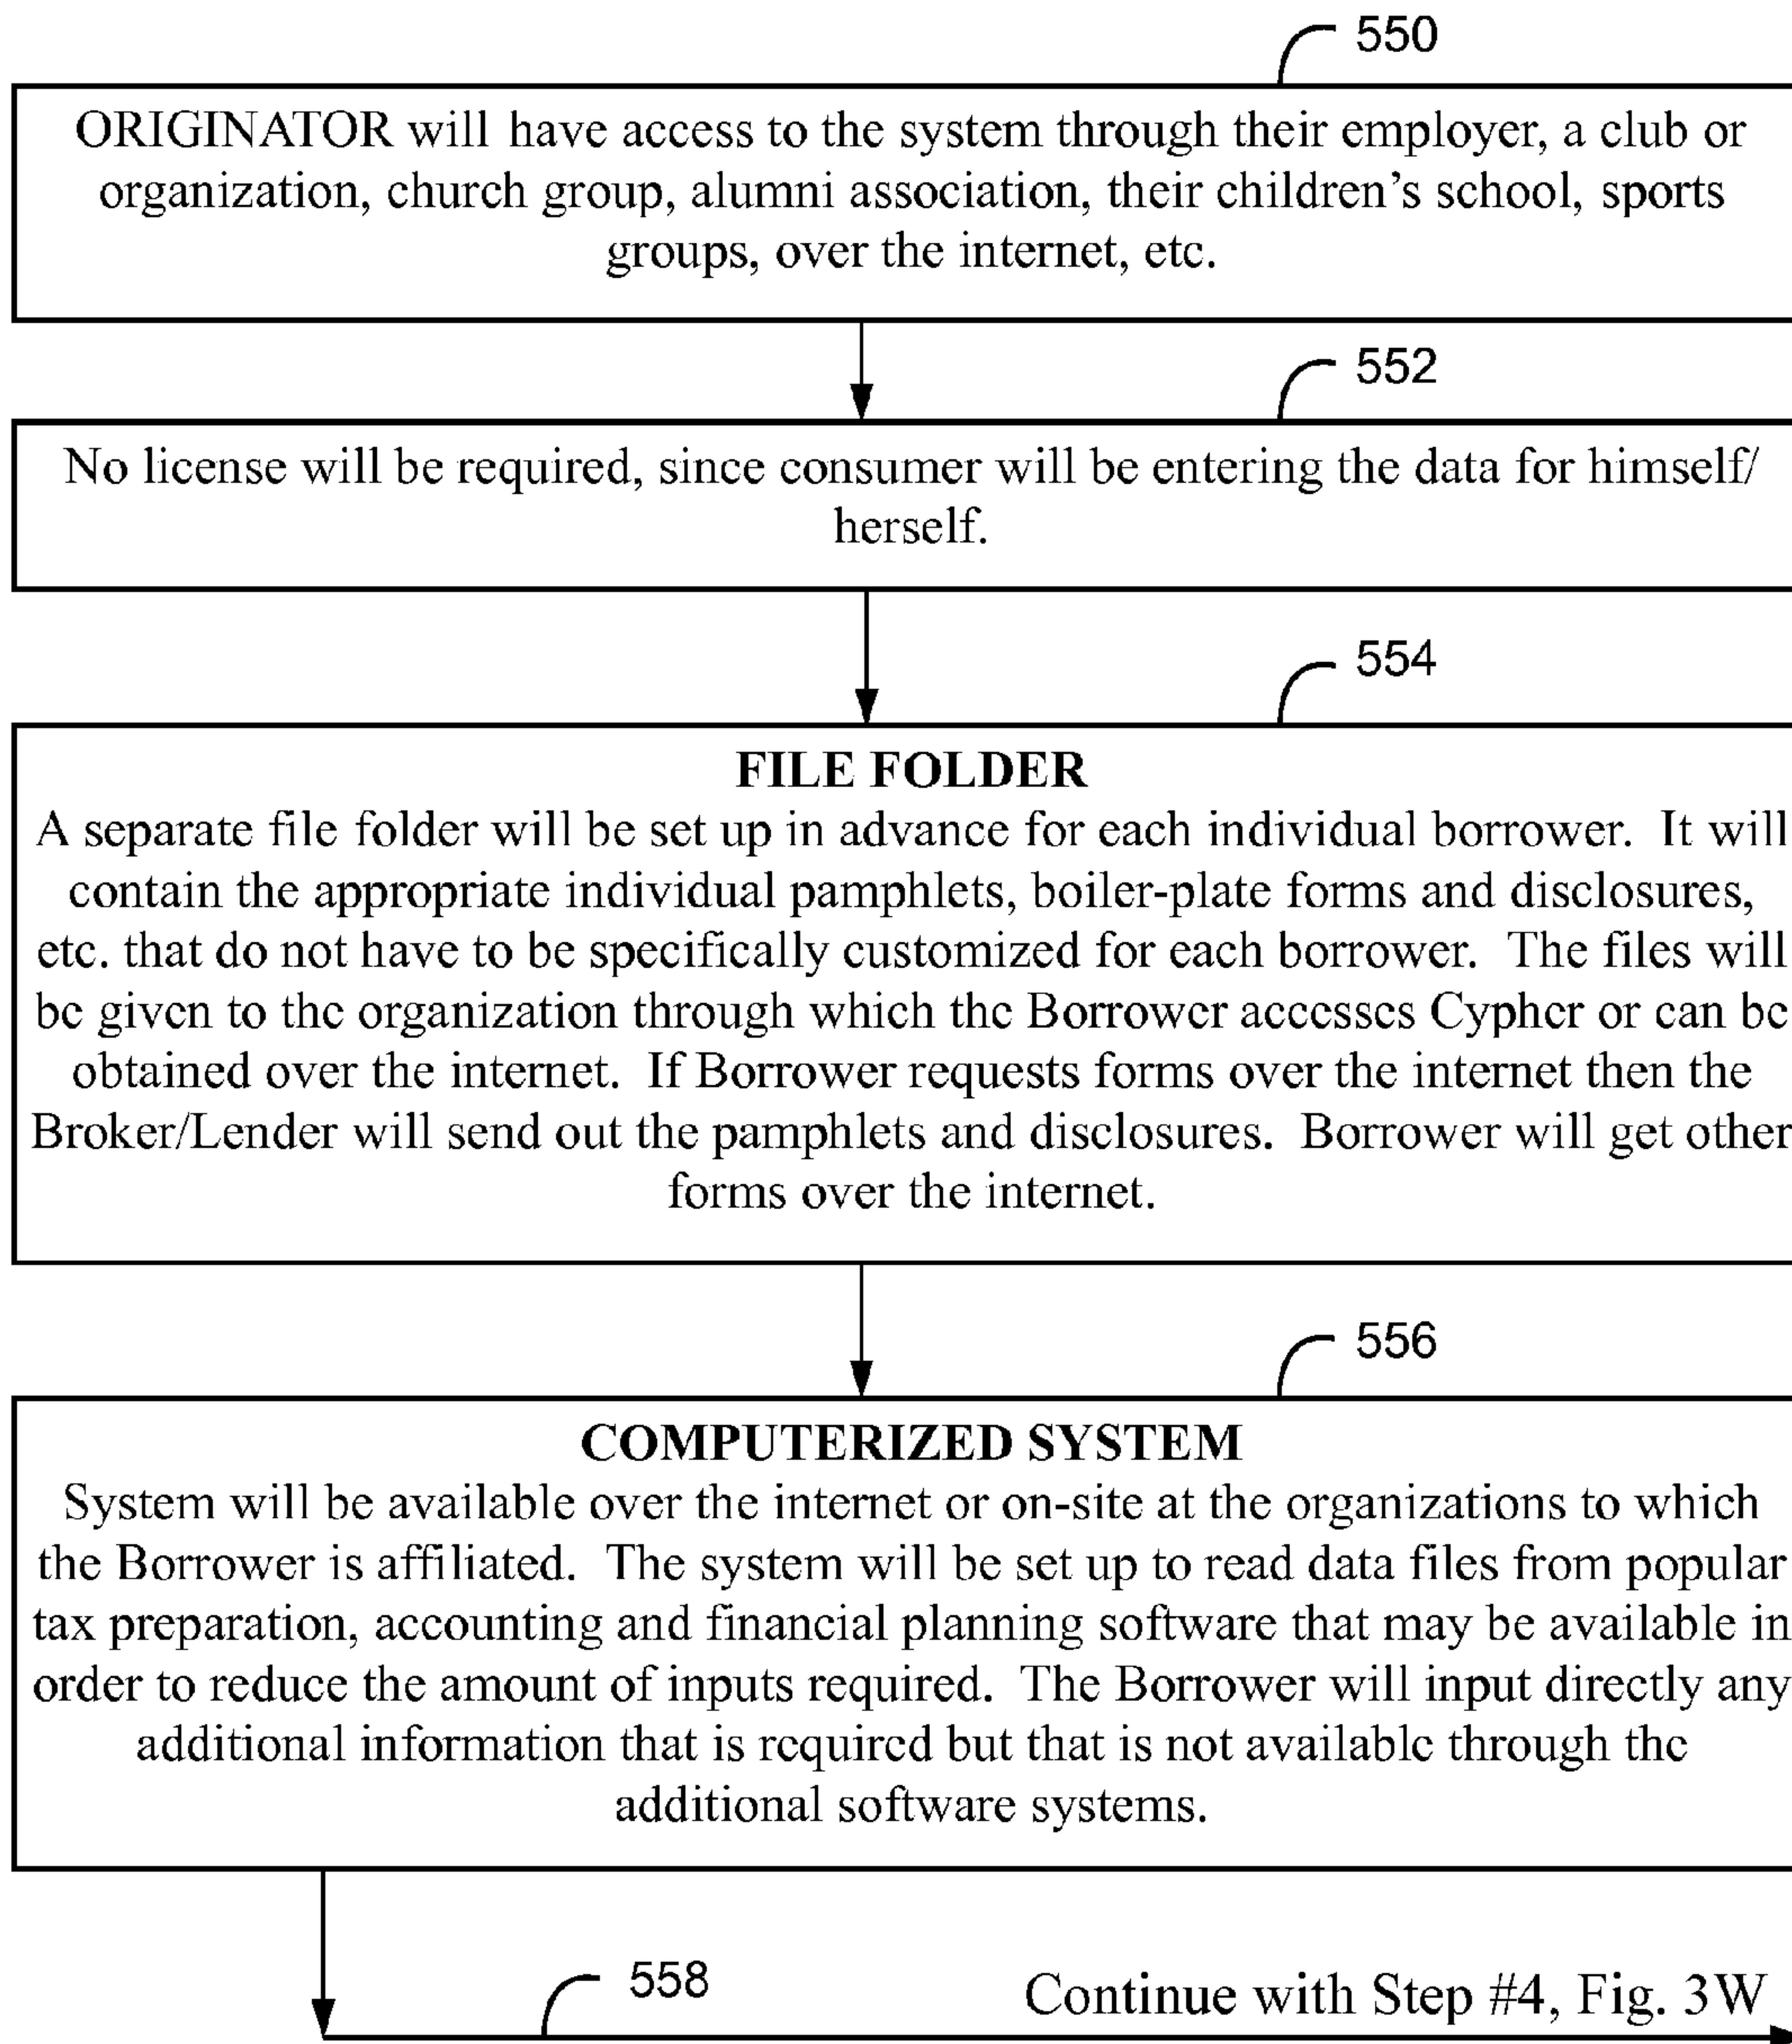 550
ORIGINATOR will have access to the system through their employer, a club or
organization, church group, alumni association, their children’s school, sports
groups, over the internet, etc.
552
No license will be required, since consumer will be entering the data for himself/
herself.
554
FILE FOLDER
A separate file folder will be set up in advance for each individual borrower. It will
contain the appropriate individual pamphlets, boiler-plate forms and disclosures,
etc. that do not have to be specifically customized for each borrower. The files will
be given to the organization through which the Borrower accesses Cypher or can be
obtained over the internet. If Borrower requests forms over the internet then the
Broker/Lender will send out the pamphlets and disclosures. Borrower will get other
forms over the internet.
556
COMPUTERIZED SYSTEM
System will be available over the internet or on-site at the organizations to which
the Borrower is affiliated. The system will be set up to read data files from popular
tax preparation, accounting and financial planning software that may be available in
order to reduce the amount of inputs required. The Borrower will input directly any
additional information that is required but that is not available through the
additional software systems.
558
Continue with Step #4, Fig. 3W